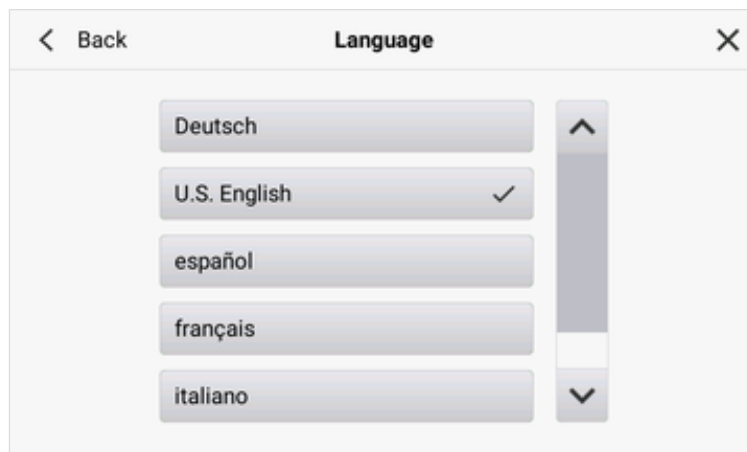 Back
Language
Deutsch
U.S. English
español
français
italiano